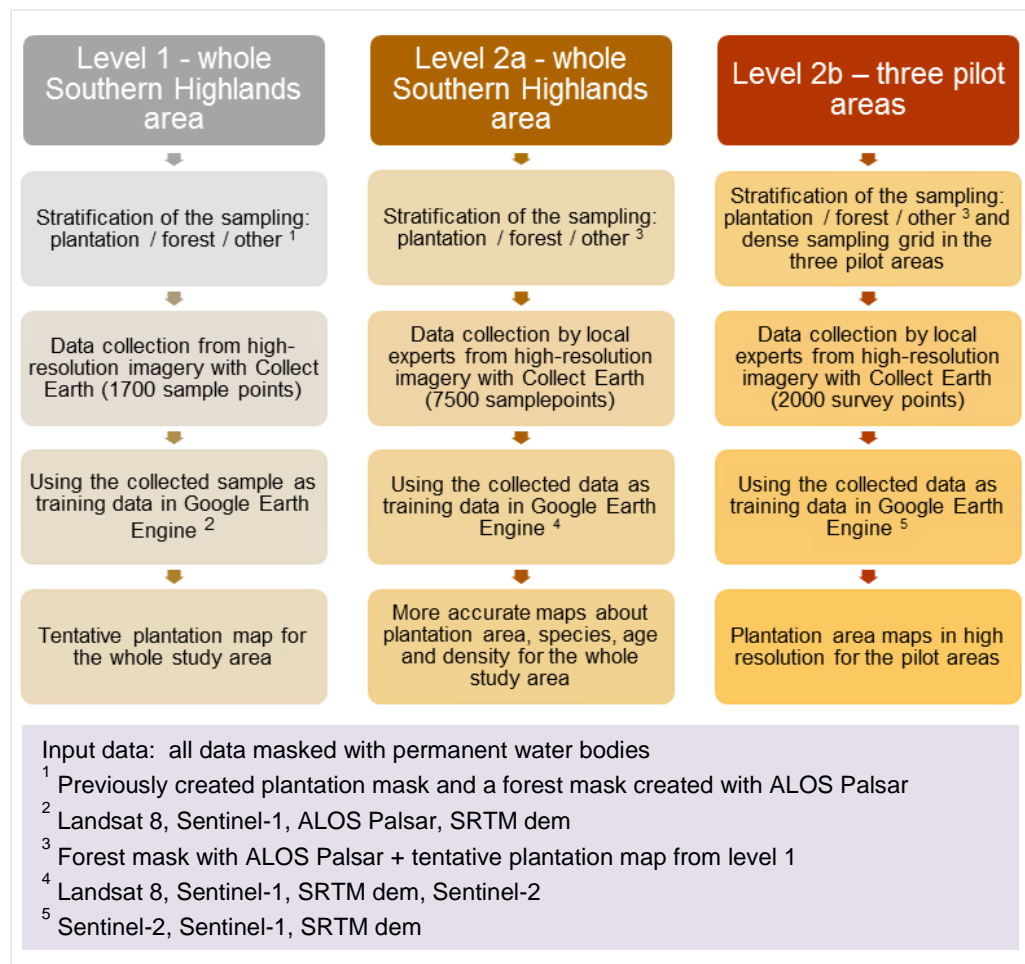 Level 1 - whole
Southern Highlands
area
Stratification of the sampling:
plantation / forest / other ¹
Data collection from high-
resolution imagery with Collect
Earth (1700 sample points)
Using the collected sample as
training data in Google Earth
Engine ²
Tentative plantation map for
the whole study area
Level 2a - whole
Southern Highlands
area
Stratification of the sampling:
plantation / forest / other ³
Data collection by local
experts from high-resolution
imagery with Collect Earth
(7500 samplepoints)
Using the collected data as
training data in Google Earth
Engine ⁴
More accurate maps about
plantation area, species, age
and density for the whole
study area
Level 2b – three pilot
areas
Stratification of the sampling:
plantation / forest / other ³ and
dense sampling grid in the
three pilot areas
Data collection by local
experts from high-resolution
imagery with Collect Earth
(2000 survey points)
Using the collected data as
training data in Google Earth
Engine ⁵
Plantation area maps in high
resolution for the pilot areas
Input data: all data masked with permanent water bodies
¹ Previously created plantation mask and a forest mask created with ALOS Palsar
² Landsat 8, Sentinel-1, ALOS Palsar, SRTM dem
³ Forest mask with ALOS Palsar + tentative plantation map from level 1
⁴ Landsat 8, Sentinel-1, SRTM dem, Sentinel-2
⁵ Sentinel-2, Sentinel-1, SRTM dem